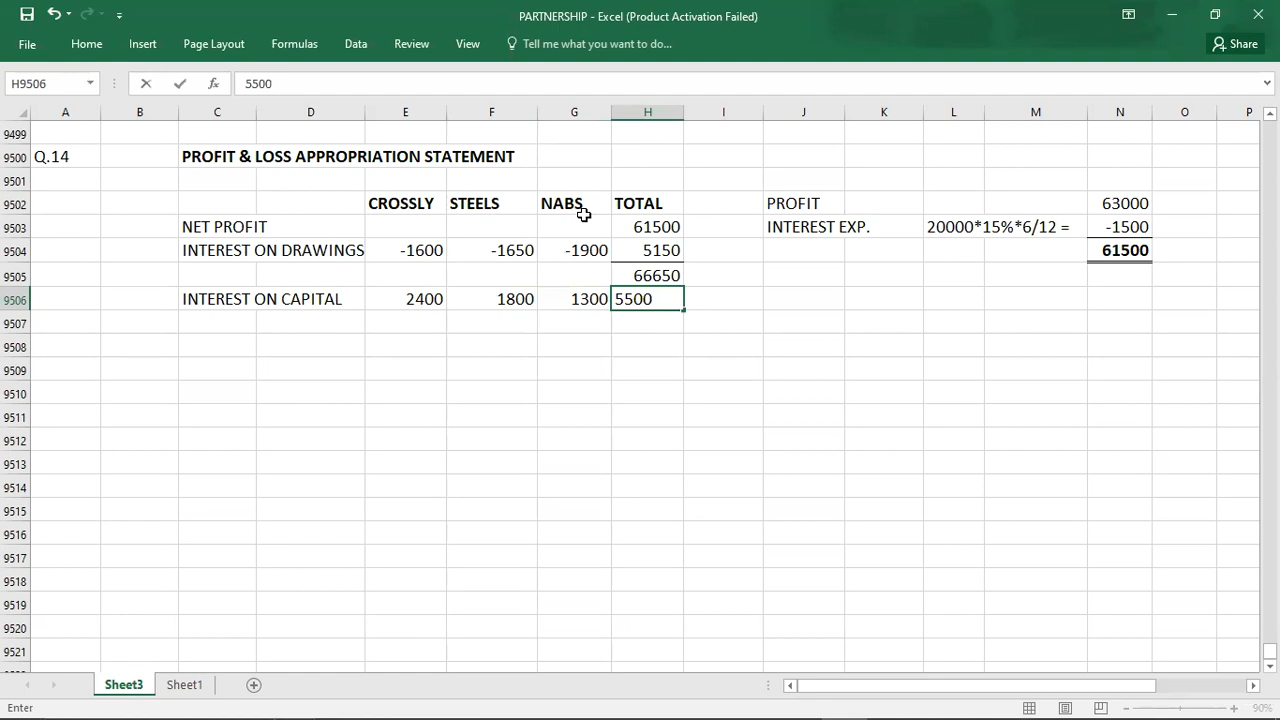 PARTNERSHIP - Excel (Product Activation Failed)
File Home Insert Page Layout Formulas Data Review View Tell me what you want to do... Share
H9506 fx 5500
A B C D E F G H I J K L M N O P
9499
9500 Q.14 PROFIT & LOSS APPROPRIATION STATEMENT
9501
9502 CROSSLY STEELS NABS TOTAL PROFIT 63000
9503 NET PROFIT 61500 INTEREST EXP. 20000*15%*6/12 = -1500
9504 INTEREST ON DRAWINGS -1600 -1650 -1900 5150 61500
9505 66650
9506 INTEREST ON CAPITAL 2400 1800 1300 5500
9507
9508
9509
9510
9511
9512
9513
9514
9515
9516
9517
9518
9519
9520
9521
Sheet3 Sheet1
Enter 90%